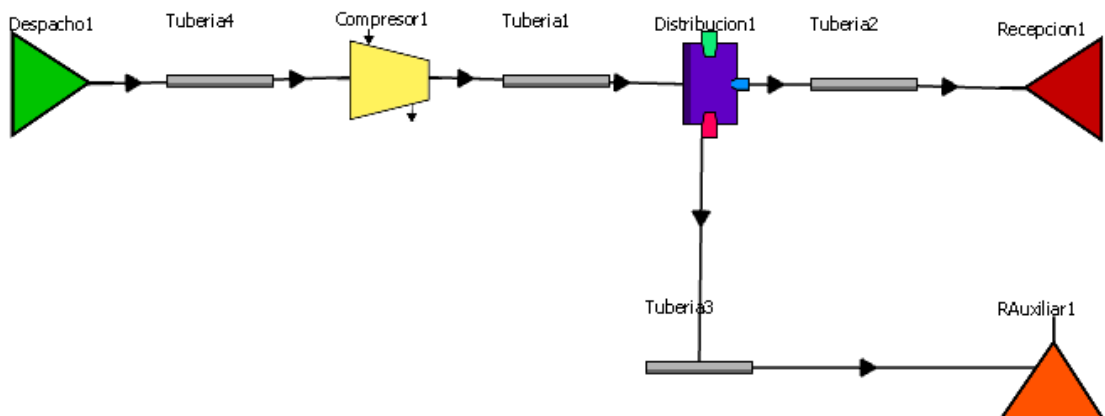 Despacho1
Tuberia4
Compresor1
Tuberia1
Distribucion1
Tuberia2
Recepcion1
Tuberia3
RAuxiliar1